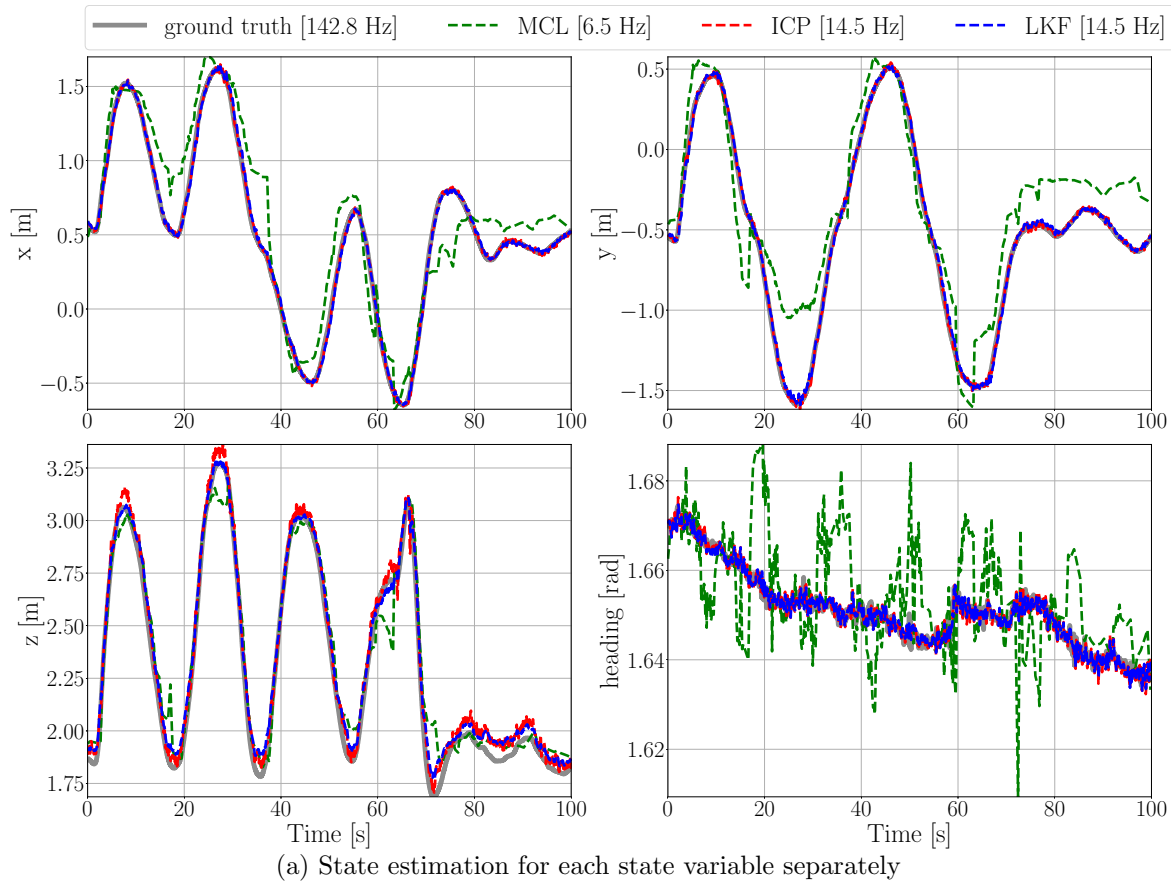 ground truth [142.8 Hz] MCL [6.5 Hz] ICP [14.5 Hz] LKF [14.5 Hz]
1.5
1.0
0.5
0.0
−0.5
x [m]
0 20 40 60 80 100
0.5
0.0
−0.5
−1.0
−1.5
y [m]
0 20 40 60 80 100
3.25
3.00
2.75
2.50
2.25
2.00
1.75
z [m]
0 20 40 60 80 100
Time [s]
1.68
1.66
1.64
1.62
heading [rad]
0 20 40 60 80 100
Time [s]
(a) State estimation for each state variable separately